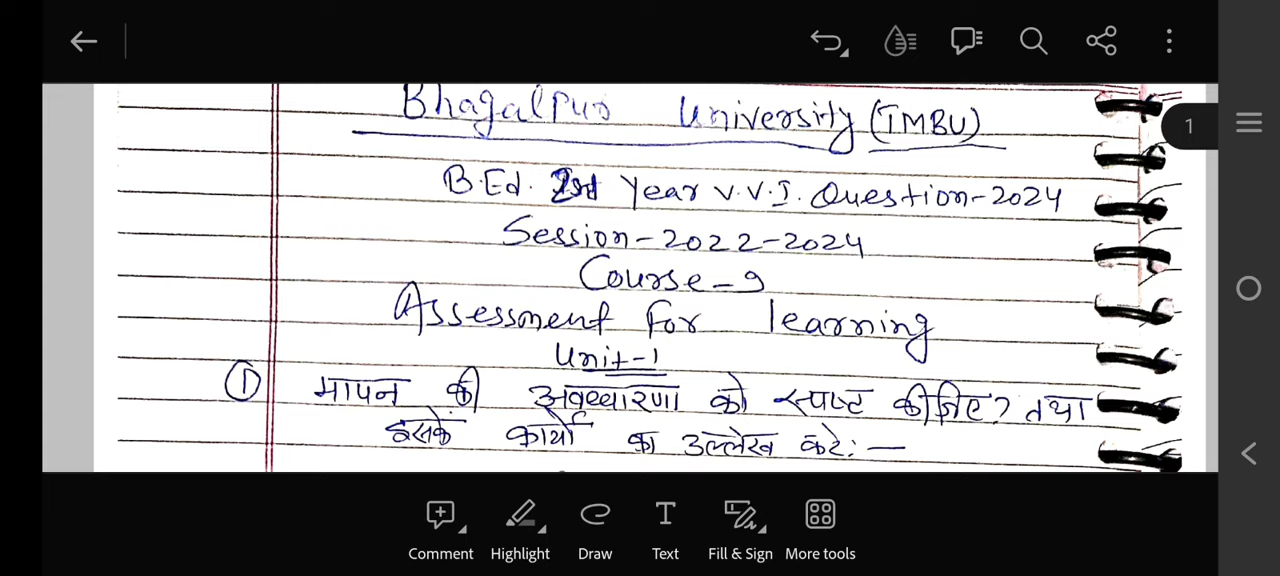 1
Bhagalpur University (TMBU)
B.Ed. 2nd Year V.V.I. Question-2024
Session-2022-2024
Course-9
Assessment for learning
Unit-1
① मापन की अवधारणा को स्पष्ट कीजिए? तथा
इसके कार्यो का उल्लेख करे:—
Comment Highlight Draw Text Fill & Sign More tools